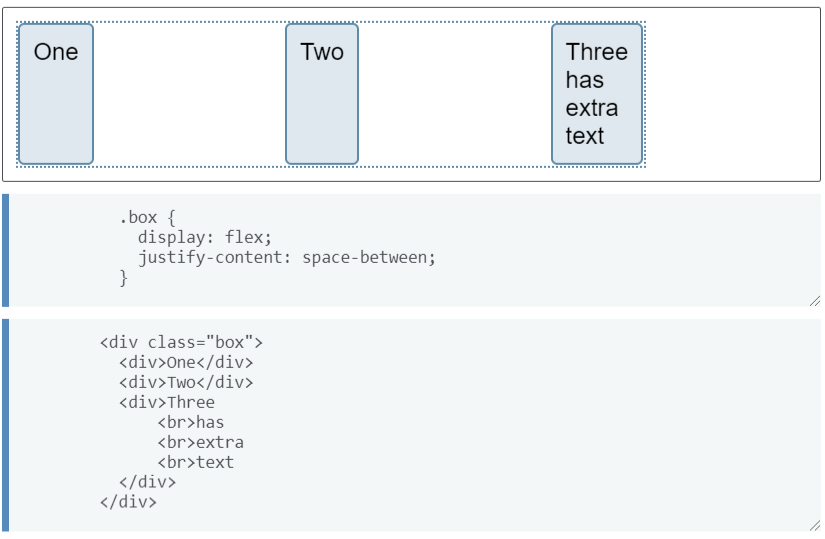 One Two Three
has
extra
text
.box {
display: flex;
justify-content: space-between;
}
<div class="box">
<div>One</div>
<div>Two</div>
<div>Three
<br>has
<br>extra
<br>text
</div>
</div>